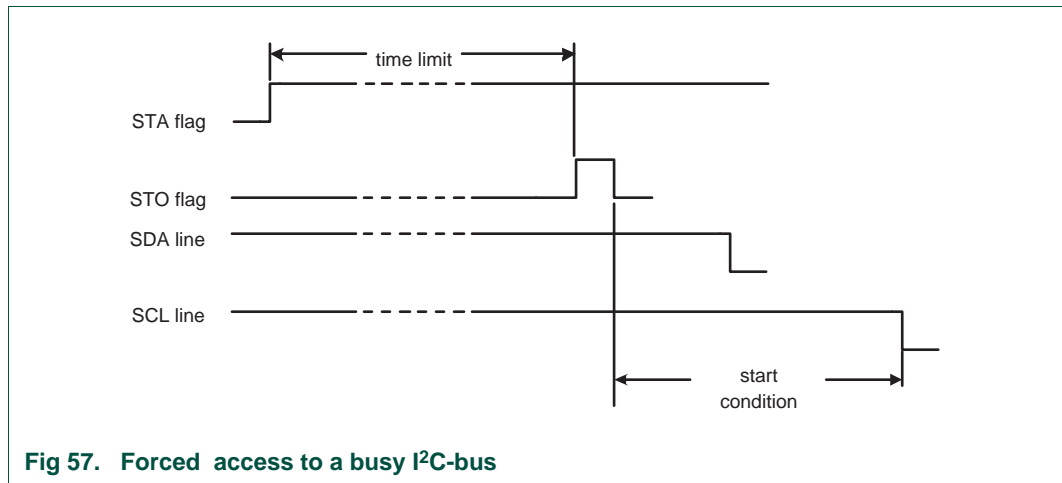 time limit
STA flag
STO flag
SDA line
SCL line
start
condition
Fig 57. Forced access to a busy I²C-bus